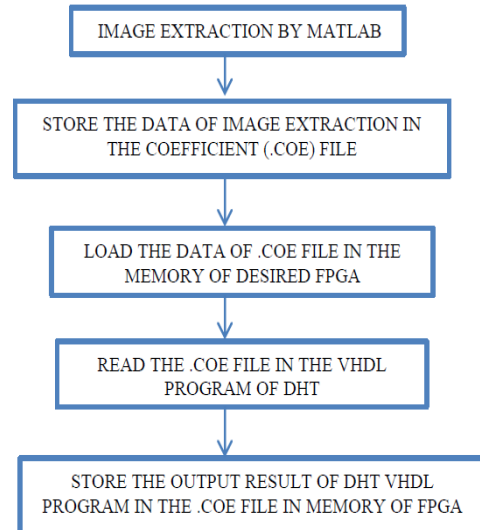 IMAGE EXTRACTION BY MATLAB
STORE THE DATA OF IMAGE EXTRACTION IN
THE COEFFICIENT (.COE) FILE
LOAD THE DATA OF .COE FILE IN THE
MEMORY OF DESIRED FPGA
READ THE .COE FILE IN THE VHDL
PROGRAM OF DHT
STORE THE OUTPUT RESULT OF DHT VHDL
PROGRAM IN THE .COE FILE IN MEMORY OF FPGA